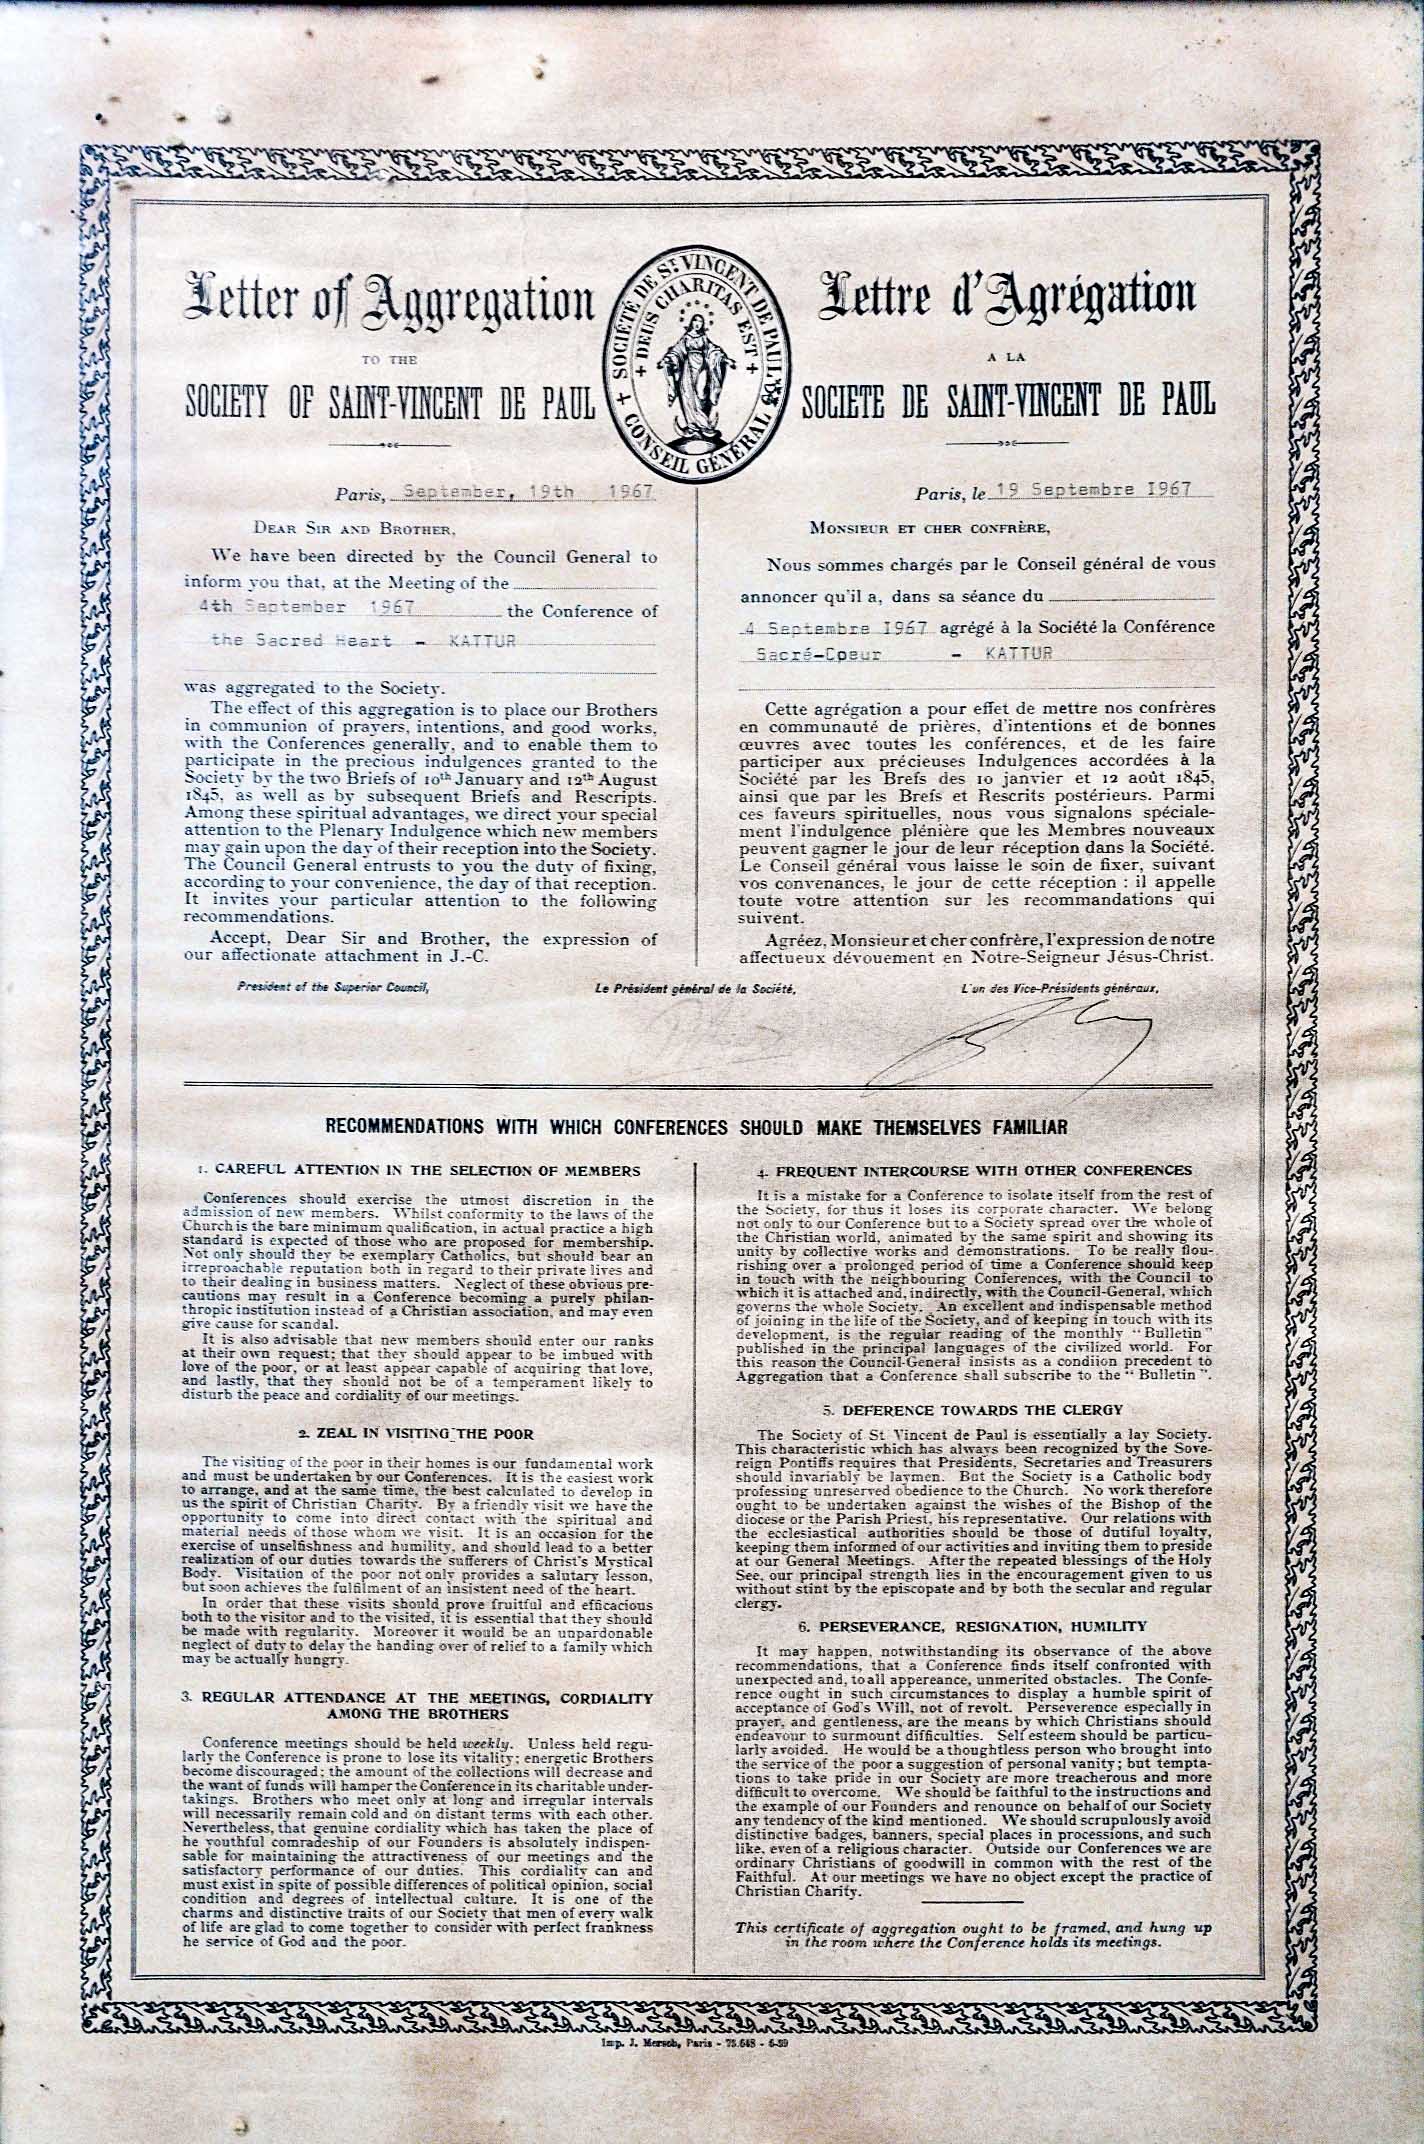 Letter of Aggregation
TO THE
SOCIETY OF SAINT-VINCENT DE PAUL
SOCIÉTÉ DE St VINCENT DE PAUL
DEUS CHARITAS EST
CONSEIL GENÉRAL
Lettre d'Agrégation
A LA
SOCIETE DE SAINT-VINCENT DE PAUL
Paris, September, 19th 1967
DEAR SIR AND BROTHER,
We have been directed by the Council General to
inform you that, at the Meeting of the
4th September 1967 the Conference of
the Sacred Heart - KATTUR
was aggregated to the Society.
The effect of this aggregation is to place our Brothers
in communion of prayers, intentions, and good works,
with the Conferences generally, and to enable them to
participate in the precious indulgences granted to the
Society by the two Briefs of 10th January and 12th August
1845, as well as by subsequent Briefs and Rescripts.
Among these spiritual advantages, we direct your special
attention to the Plenary Indulgence which new members
may gain upon the day of their reception into the Society.
The Council General entrusts to you the duty of fixing,
according to your convenience, the day of that reception.
It invites your particular attention to the following
recommendations.
Accept, Dear Sir and Brother, the expression of
our affectionate attachment in J.-C.
Paris, le 19 Septembre 1967
MONSIEUR ET CHER CONFRÈRE,
Nous sommes chargés par le Conseil général de vous
annoncer qu'il a, dans sa séance du
4 Septembre 1967 agrégé à la Société la Conférence
Sacré-Coeur - KATTUR
Cette agrégation a pour effet de mettre nos confrères
en communauté de prières, d'intentions et de bonnes
œuvres avec toutes les conférences, et de les faire
participer aux précieuses Indulgences accordées à la
Société par les Brefs des 10 janvier et 12 août 1845,
ainsi que par les Brefs et Rescrits postérieurs. Parmi
ces faveurs spirituelles, nous vous signalons spéciale-
ment l'indulgence plénière que les Membres nouveaux
peuvent gagner le jour de leur réception dans la Société.
Le Conseil général vous laisse le soin de fixer, suivant
vos convenances, le jour de cette réception : il appelle
toute votre attention sur les recommandations qui
suivent.
Agréez, Monsieur et cher confrère, l'expression de notre
affectueux dévouement en Notre-Seigneur Jésus-Christ.
President of the Superior Council,
Le Président général de la Société,
L'un des Vice-Présidents généraux,
RECOMMENDATIONS WITH WHICH CONFERENCES SHOULD MAKE THEMSELVES FAMILIAR
1. CAREFUL ATTENTION IN THE SELECTION OF MEMBERS
Conferences should exercise the utmost discretion in the
admission of new members. Whilst conformity to the laws of the
Church is the bare minimum qualification, in actual practice a high
standard is expected of those who are proposed for membership.
Not only should they be exemplary Catholics, but should bear an
irreproachable reputation both in regard to their private lives and
to their dealing in business matters. Neglect of these obvious pre-
cautions may result in a Conference becoming a purely philan-
thropic institution instead of a Christian association, and may even
give cause for scandal.
It is also advisable that new members should enter our ranks
at their own request; that they should appear to be imbued with
love of the poor, or at least appear capable of acquiring that love,
and lastly, that they should not be of a temperament likely to
disturb the peace and cordiality of our meetings.
2. ZEAL IN VISITING THE POOR
The visiting of the poor in their homes is our fundamental work
and must be undertaken by our Conferences. It is the easiest work
to arrange, and at the same time, the best calculated to develop in
us the spirit of Christian Charity. By a friendly visit we have the
opportunity to come into direct contact with the spiritual and
material needs of those whom we visit. It is an occasion for the
exercise of unselfishness and humility, and should lead to a better
realization of our duties towards the sufferers of Christ's Mystical
Body. Visitation of the poor not only provides a salutary lesson,
but soon achieves the fulfilment of an insistent need of the heart.
In order that these visits should prove fruitful and efficacious
both to the visitor and to the visited, it is essential that they should
be made with regularity. Moreover it would be an unpardonable
neglect of duty to delay the handing over of relief to a family which
may be actually hungry.
3. REGULAR ATTENDANCE AT THE MEETINGS, CORDIALITY
AMONG THE BROTHERS
Conference meetings should be held weekly. Unless held regu-
larly the Conference is prone to lose its vitality; energetic Brothers
become discouraged; the amount of the collections will decrease and
the want of funds will hamper the Conference in its charitable under-
takings. Brothers who meet only at long and irregular intervals
will necessarily remain cold and on distant terms with each other.
Nevertheless, that genuine cordiality which has taken the place of
he youthful comradeship of our Founders is absolutely indispen-
sable for maintaining the attractiveness of our meetings and the
satisfactory performance of our duties. This cordiality can and
must exist in spite of possible differences of political opinion, social
condition and degrees of intellectual culture. It is one of the
charms and distinctive traits of our Society that men of every walk
of life are glad to come together to consider with perfect frankness
he service of God and the poor.
4. FREQUENT INTERCOURSE WITH OTHER CONFERENCES
It is a mistake for a Conference to isolate itself from the rest of
the Society, for thus it loses its corporate character. We belong
not only to our Conference but to a Society spread over the whole of
the Christian world, animated by the same spirit and showing its
unity by collective works and demonstrations. To be really flou-
rishing over a prolonged period of time a Conference should keep
in touch with the neighbouring Conferences, with the Council to
which it is attached and, indirectly, with the Council-General, which
governs the whole Society. An excellent and indispensable method
of joining in the life of the Society, and of keeping in touch with its
development, is the regular reading of the monthly "Bulletin"
published in the principal languages of the civilized world. For
this reason the Council-General insists as a condiion precedent to
Aggregation that a Conference shall subscribe to the "Bulletin".
5. DEFERENCE TOWARDS THE CLERGY
The Society of St Vincent de Paul is essentially a lay Society.
This characteristic which has always been recognized by the Sove-
reign Pontiffs requires that Presidents, Secretaries and Treasurers
should invariably be laymen. But the Society is a Catholic body
professing unreserved obedience to the Church. No work therefore
ought to be undertaken against the wishes of the Bishop of the
diocese or the Parish Priest, his representative. Our relations with
the ecclesiastical authorities should be those of dutiful loyalty,
keeping them informed of our activities and inviting them to preside
at our General Meetings. After the repeated blessings of the Holy
See, our principal strength lies in the encouragement given to us
without stint by the episcopate and by both the secular and regular
clergy.
6. PERSEVERANCE, RESIGNATION, HUMILITY
It may happen, notwithstanding its observance of the above
recommendations, that a Conference finds itself confronted with
unexpected and, to all appereance, unmerited obstacles. The Confe-
rence ought in such circumstances to display a humble spirit of
acceptance of God's Will, not of revolt. Perseverence especially in
prayer, and gentleness, are the means by which Christians should
endeavour to surmount difficulties. Self esteem should be particu-
larly avoided. He would be a thoughtless person who brought into
the service of the poor a suggestion of personal vanity; but tempta-
tions to take pride in our Society are more treacherous and more
difficult to overcome. We should be faithful to the instructions and
the example of our Founders and renounce on behalf of our Society
any tendency of the kind mentioned. We should scrupulously avoid
distinctive badges, banners, special places in processions, and such
like, even of a religious character. Outside our Conferences we are
ordinary Christians of goodwill in common with the rest of the
Faithful. At our meetings we have no object except the practice of
Christian Charity.
This certificate of aggregation ought to be framed, and hung up
in the room where the Conference holds its meetings.
Imp. J. Mersch, Paris - 75.648 - 6-39